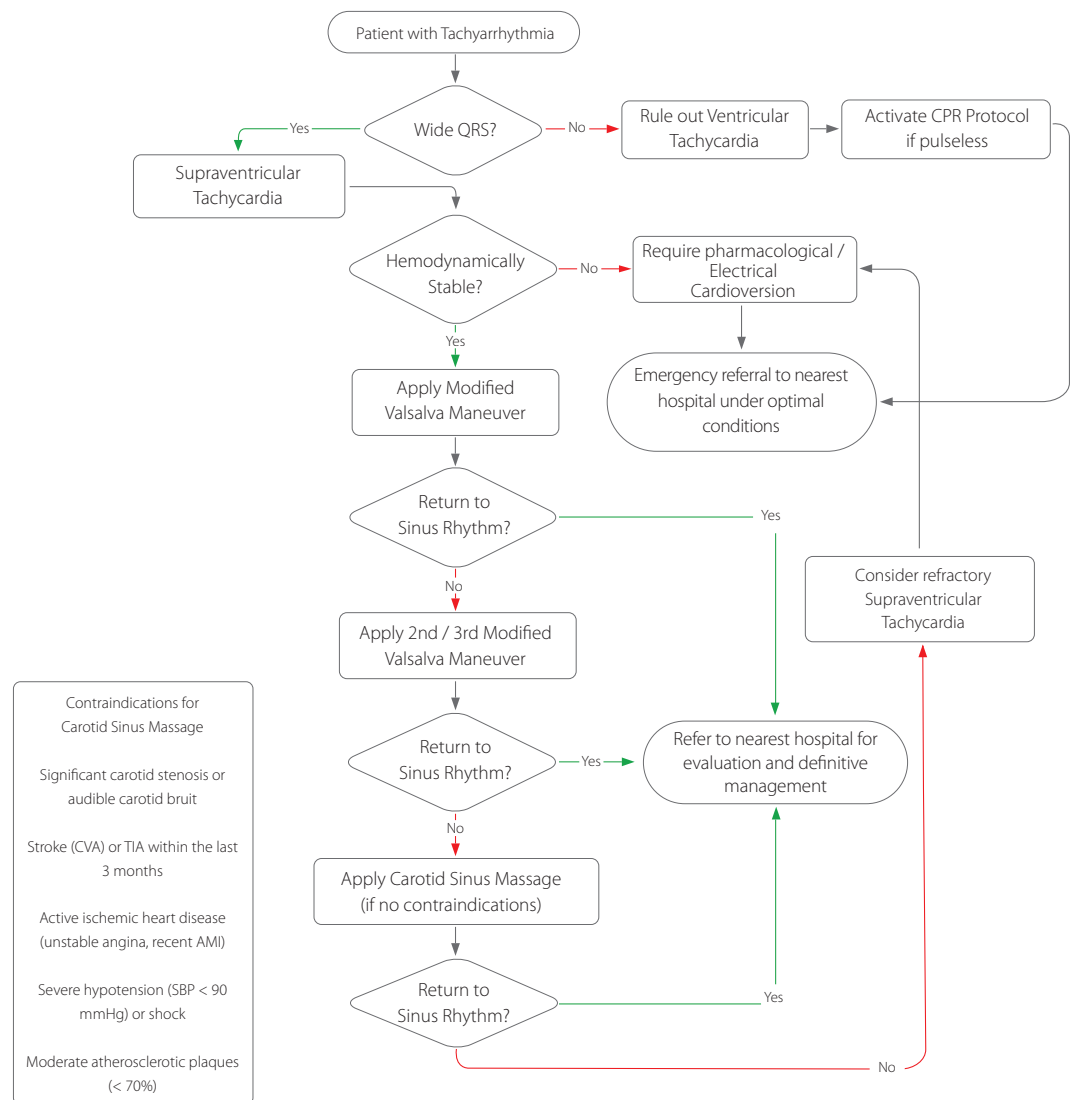 Patient with Tachyarrhythmia
Wide QRS?
Yes
No
Rule out Ventricular
Tachycardia
Activate CPR Protocol
if pulseless
Supraventricular
Tachycardia
Hemodynamically
Stable?
No
Require pharmacological /
Electrical
Cardioversion
Yes
Emergency referral to nearest
hospital under optimal
conditions
Apply Modified
Valsalva Maneuver
Return to
Sinus Rhythm?
Yes
No
Consider refractory
Supraventricular
Tachycardia
Apply 2nd / 3rd Modified
Valsalva Maneuver
Return to
Sinus Rhythm?
Yes
Refer to nearest hospital for
evaluation and definitive
management
No
Apply Carotid Sinus Massage
(if no contraindications)
Return to
Sinus Rhythm?
Yes
No
Contraindications for
Carotid Sinus Massage
Significant carotid stenosis or
audible carotid bruit
Stroke (CVA) or TIA within the last
3 months
Active ischemic heart disease
(unstable angina, recent AMI)
Severe hypotension (SBP < 90
mmHg) or shock
Moderate atherosclerotic plaques
(< 70%)